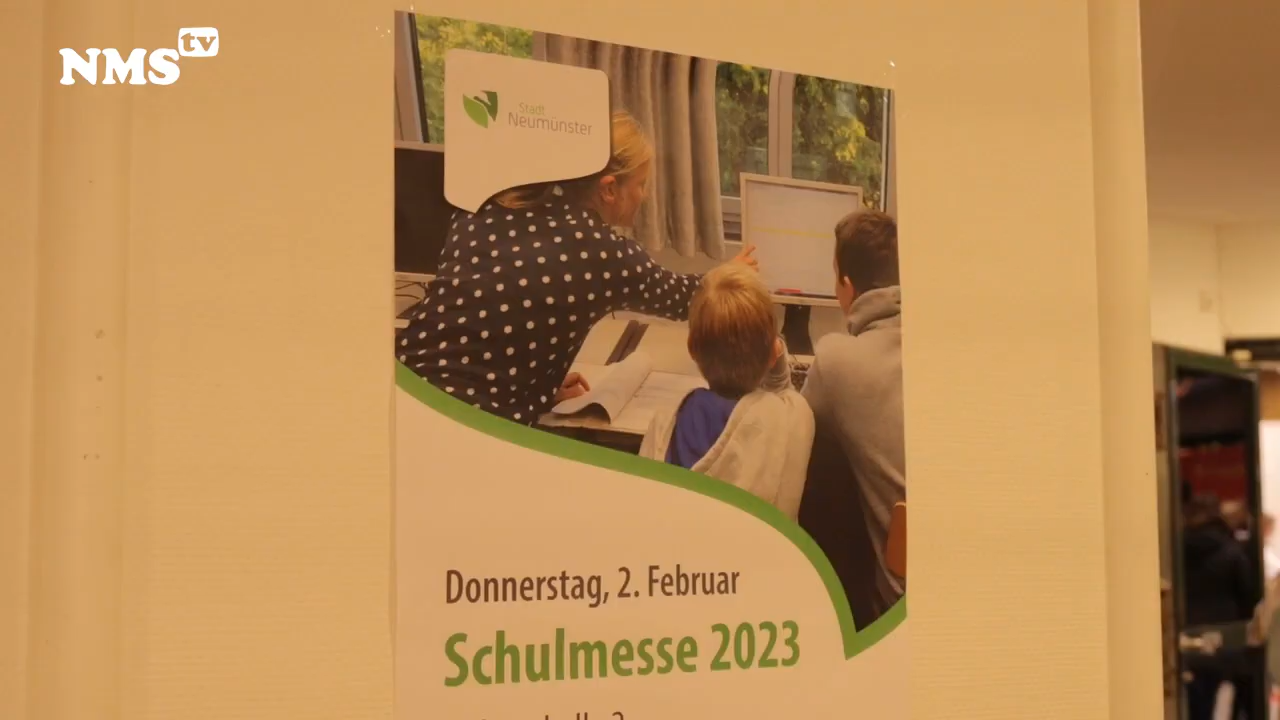 NMS tv
Stadt
Neumünster
Donnerstag, 2. Februar
Schulmesse 2023